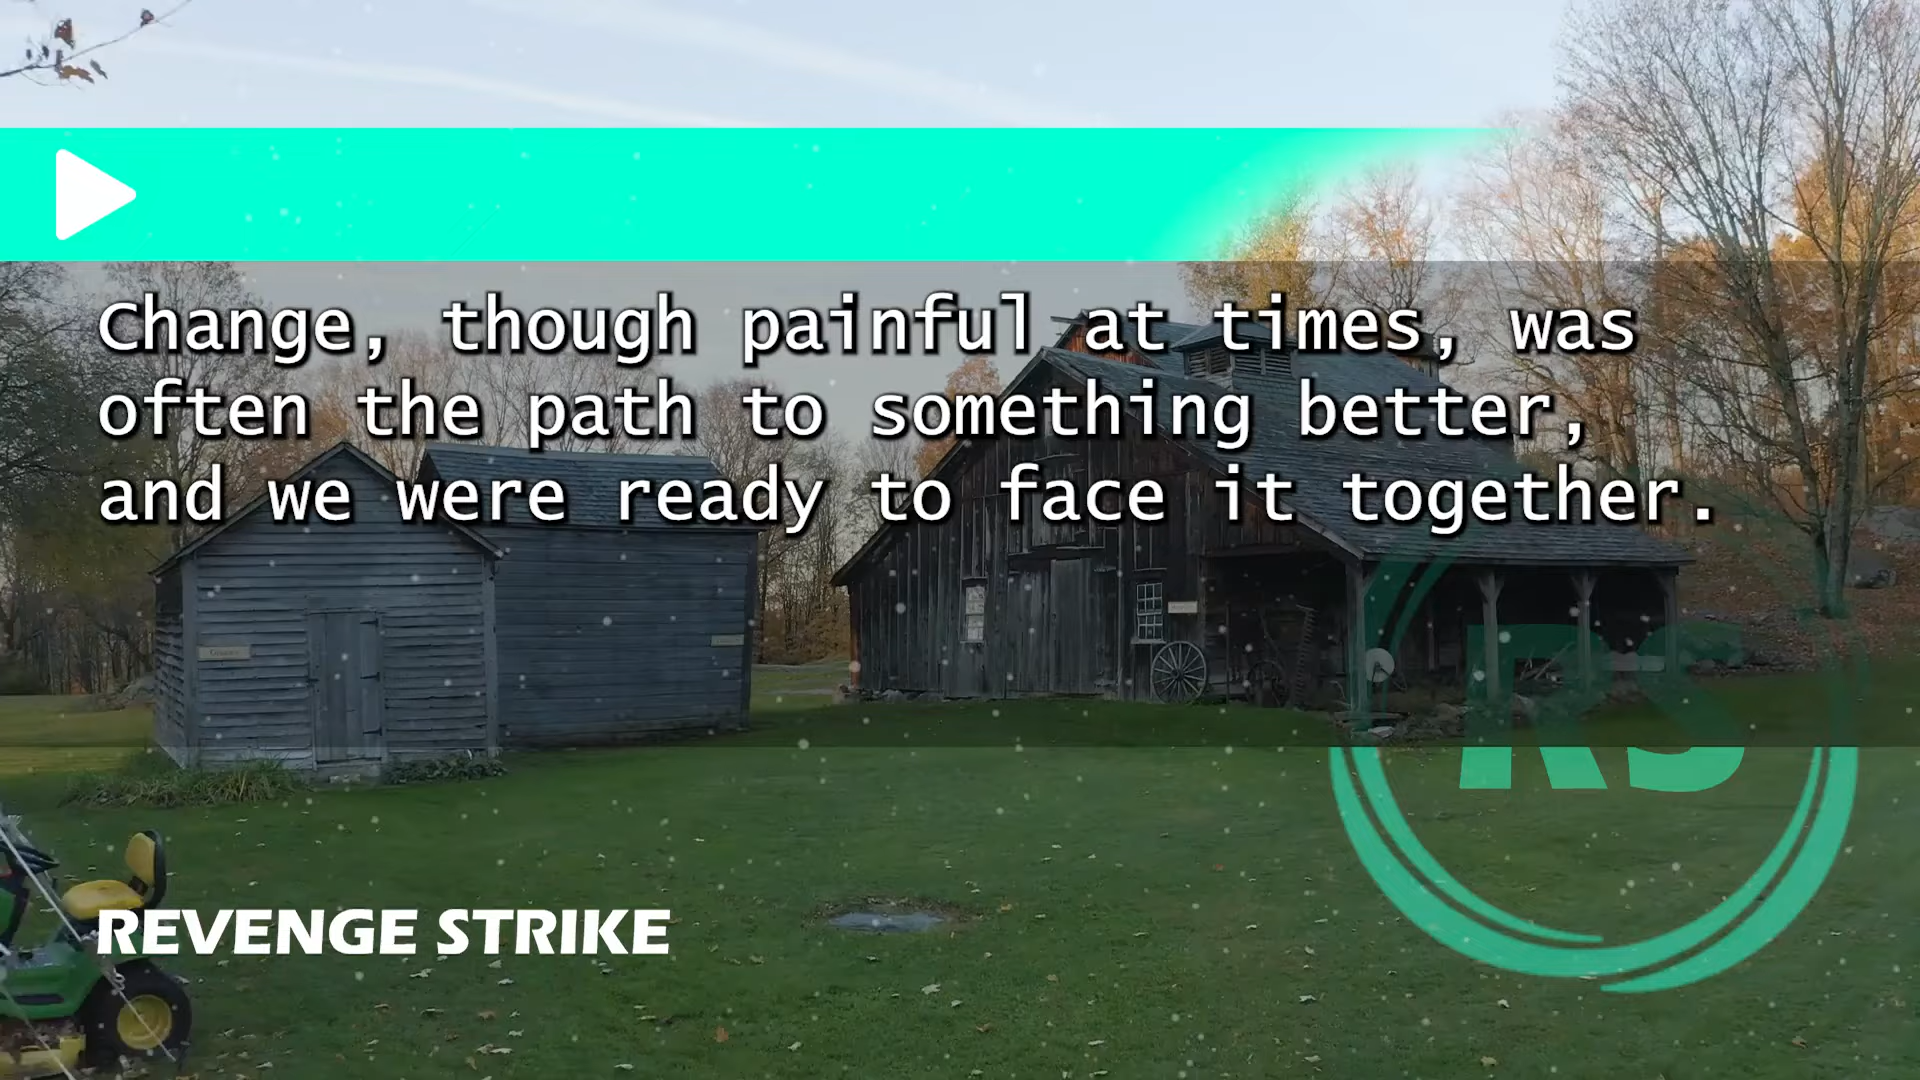 Change, though painful at times, was
often the path to something better,
and we were ready to face it together.
RS
REVENGE STRIKE